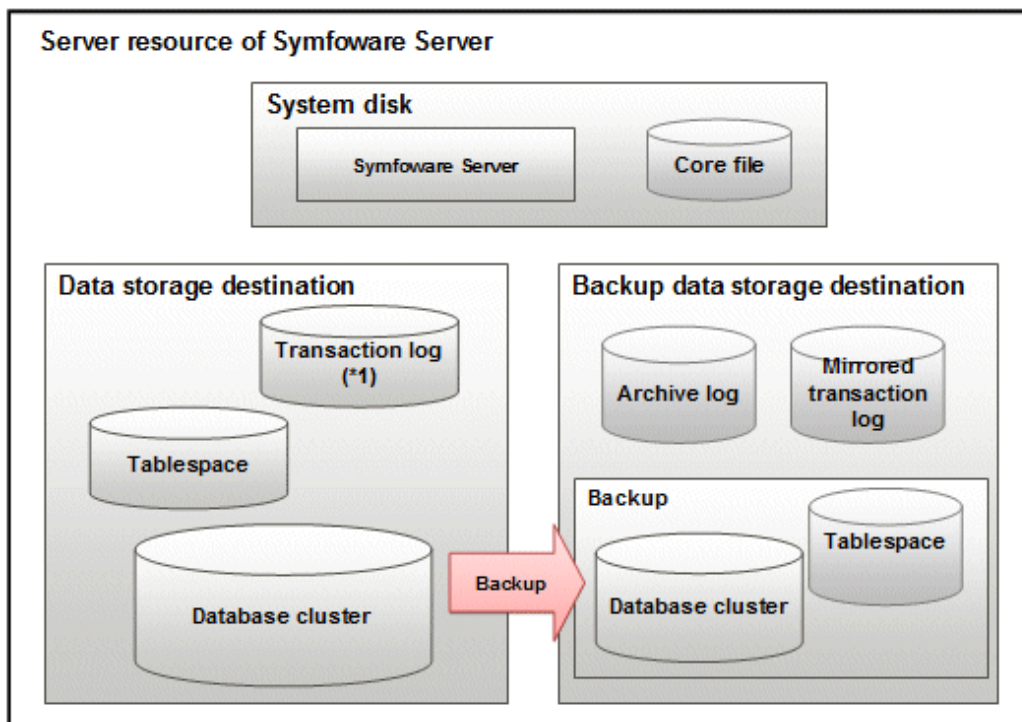 Server resource of Symfoware Server
System disk
Symfoware Server
Core file
Data storage destination
Transaction log
(*1)
Tablespace
Database cluster
Backup
Backup data storage destination
Archive log
Mirrored
transaction
log
Backup
Tablespace
Database cluster